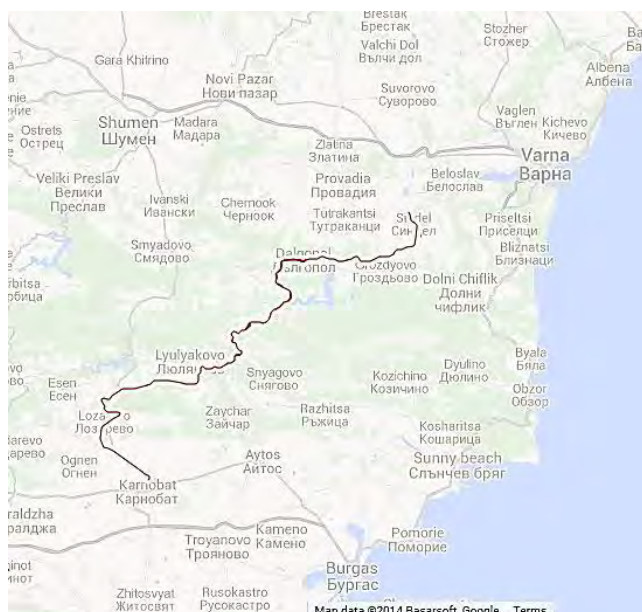 Brestak
Брестак
Stozher
Стожер
Gara Khitrino
Valchi Dol
Вълчи дол
Albena
Албена
Novi Pazar
Нови пазар
Suvorovo
Суворово
Vaglen
Въглен
Kichevo
Кичево
Ostrets
Острец
Shumen
Шумен
Madara
Мадара
Zlatina
Златина
Varna
Варна
Beloslav
Белослав
Provadia
Провадия
Veliki Preslav
Велики
Преслав
Ivanski
Ивански
Chernook
Черноок
Tutrakantsi
Тутраканци
Priseltsi
Приселци
Smyadovo
Смядово
Bliznatsi
Близнаци
Grozdyovo
Гроздьово
Dolni Chiflik
Долни
чифлик
Lyulyakovo
Byala
Бяла
Esen
Есен
Snyagovo
Снягово
Kozichino
Козичино
Dyulino
Дюлино
Obzor
Обзор
Zaychar
Зайчар
Razhitsa
Ръжица
Kosharitsa
Кошарица
Ognen
Огнен
Aytos
Айтос
Sunny beach
Слънчев бряг
Karnobat
Карнобат
Kameno
Камено
Pomorie
Поморие
Troyanovo
Трояново
Burgas
Бургас
Zhitosvyat
Житосвят
Rusokastro
Русокастро
Map data ©2014 Basarsoft, Google
Terms